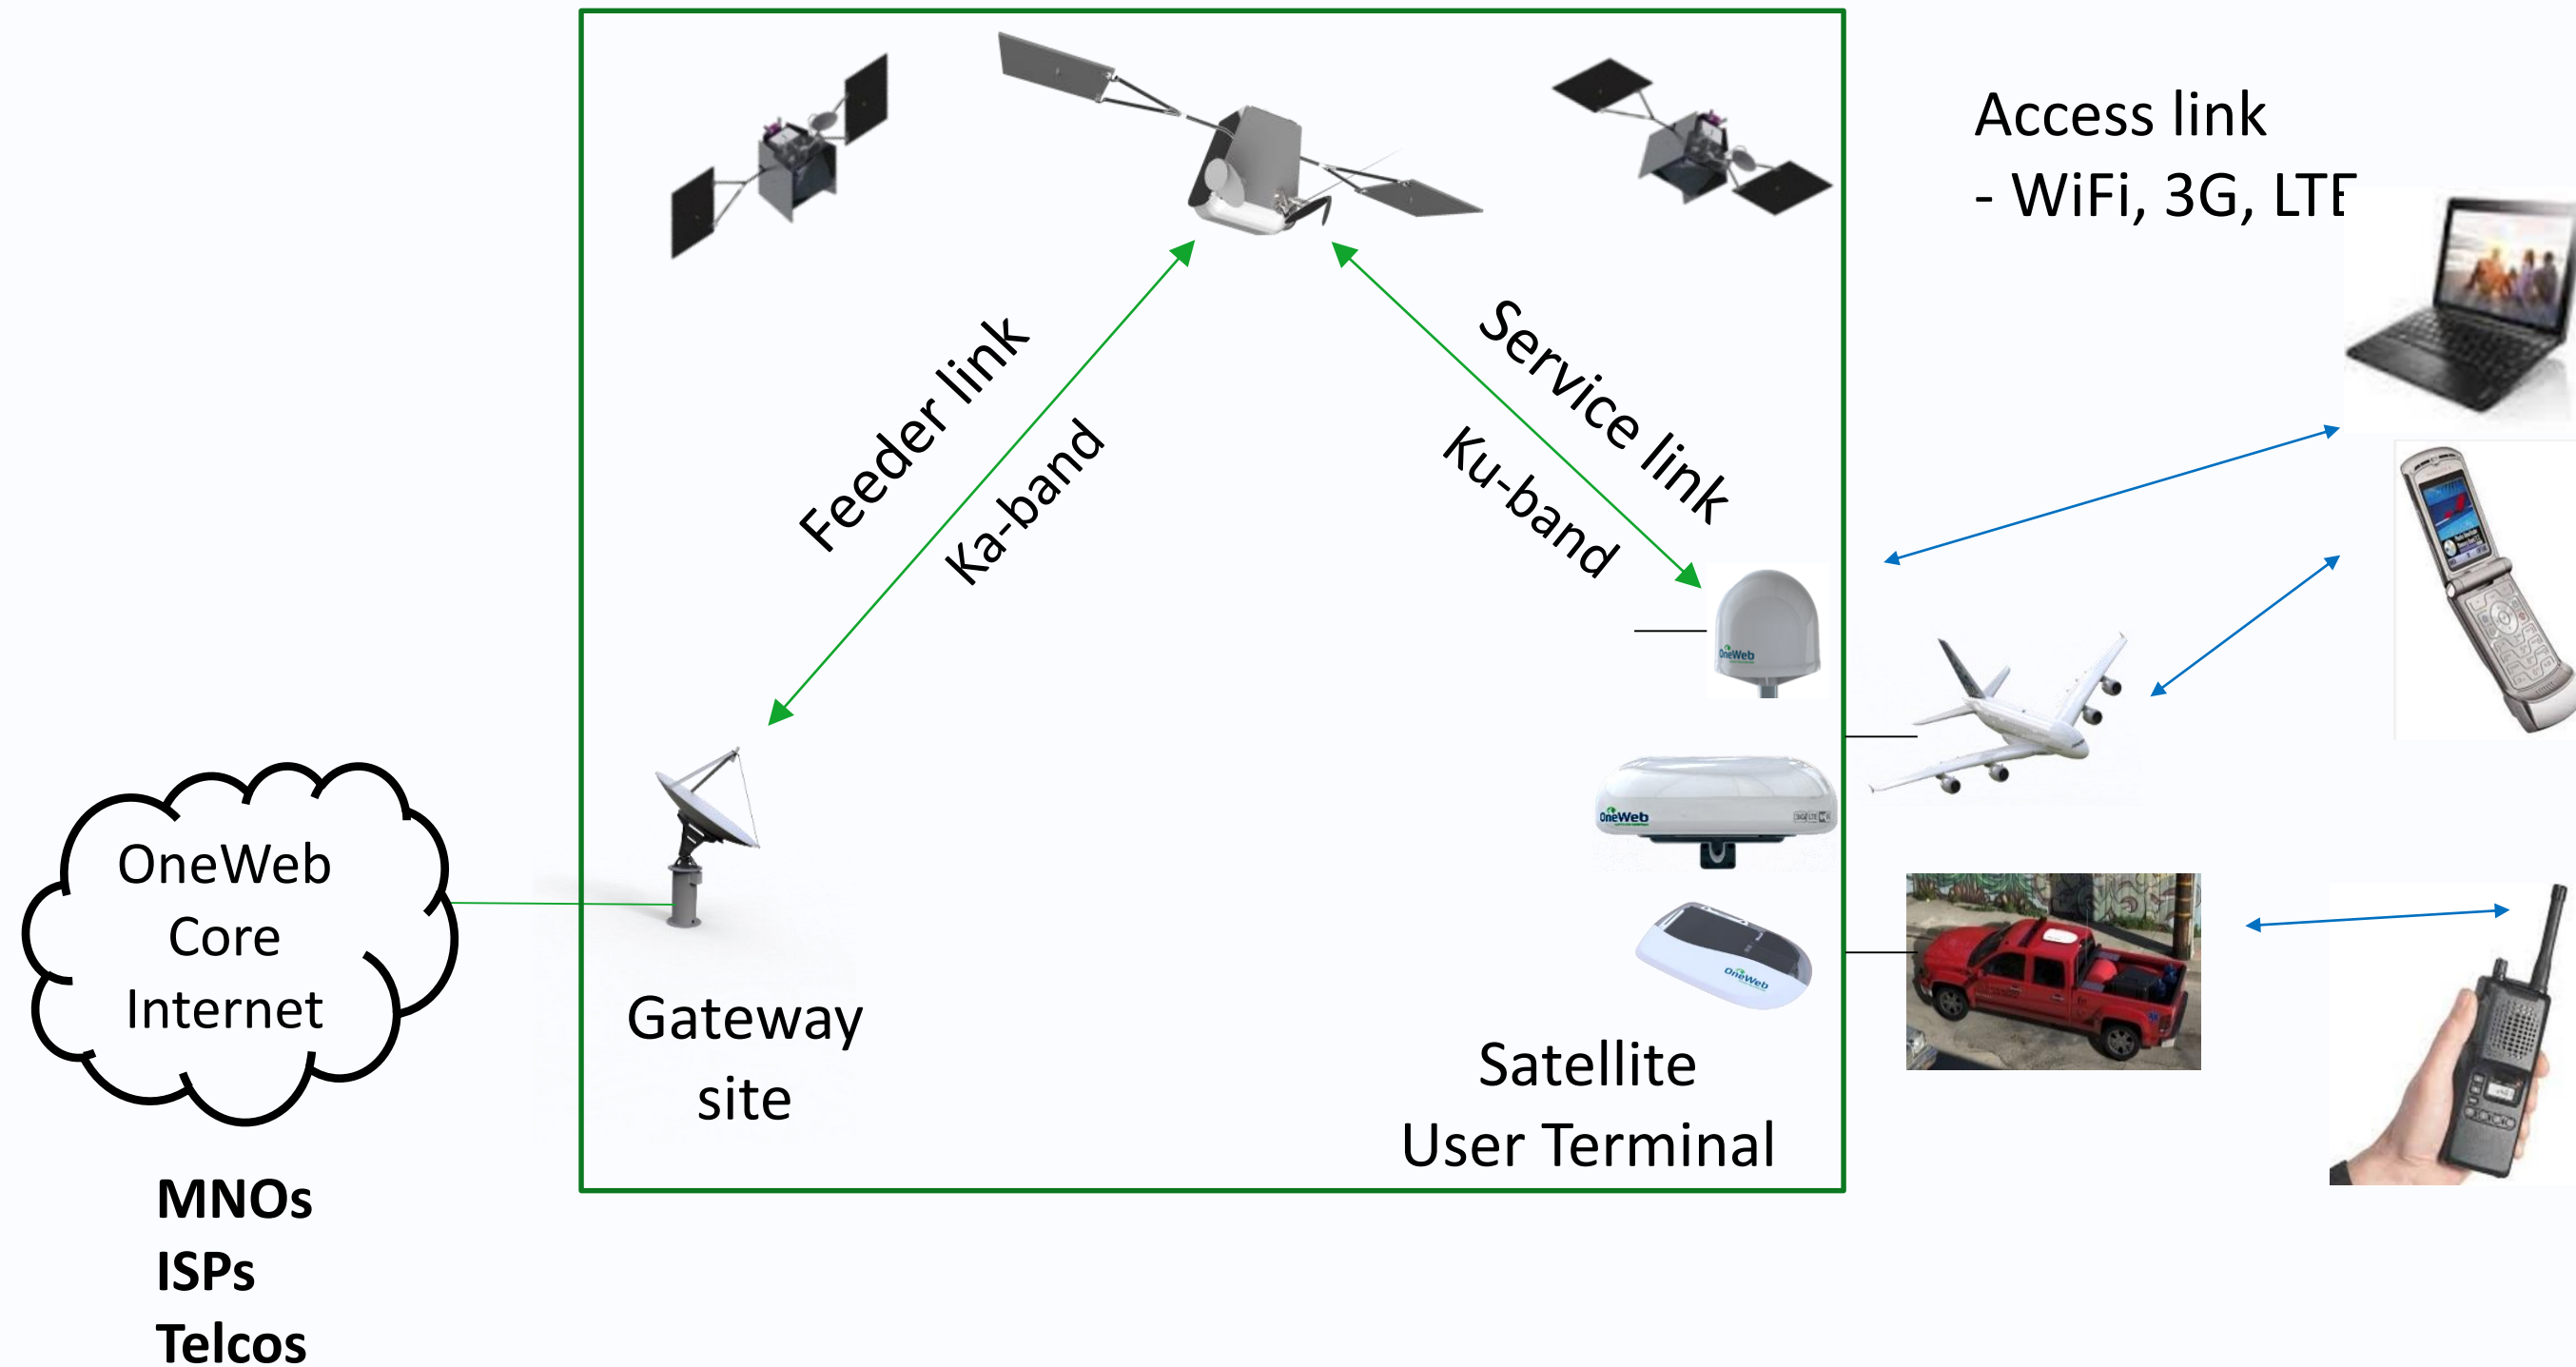 Access link
- WiFi, 3G, LTE
Feeder link
Ka-band
Service link
Ku-band
OneWeb
OneWeb
OneWeb
OneWeb
Core
Internet
Gateway
site
Satellite
User Terminal
MNOs
ISPs
Telcos